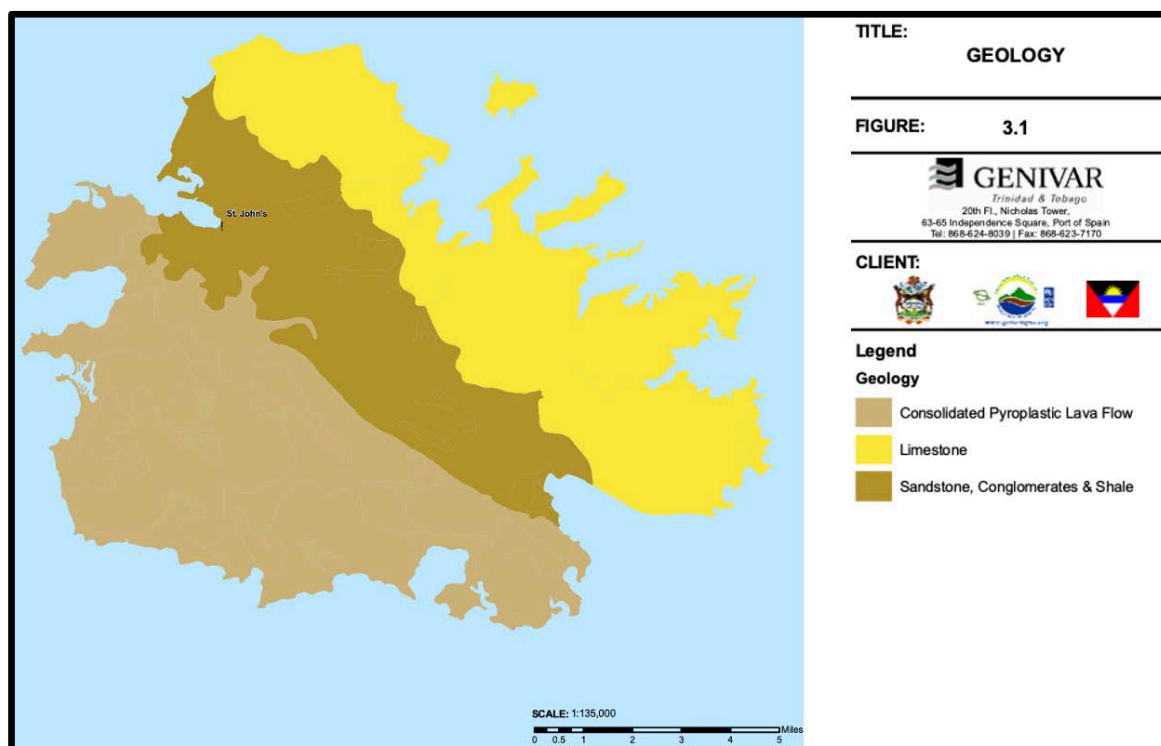 St. John's
SCALE: 1:135,000
Miles
0 0.5 1 2 3 4 5
TITLE:
GEOLOGY
FIGURE: 3.1
GENIVAR
Trinidad & Tobago
20th Fl., Nicholas Tower,
63-65 Independence Square, Port of Spain
Tel: 868-624-8039 | Fax: 868-623-7170
CLIENT:
Legend
Geology
Consolidated Pyroplastic Lava Flow
Limestone
Sandstone, Conglomerates & Shale